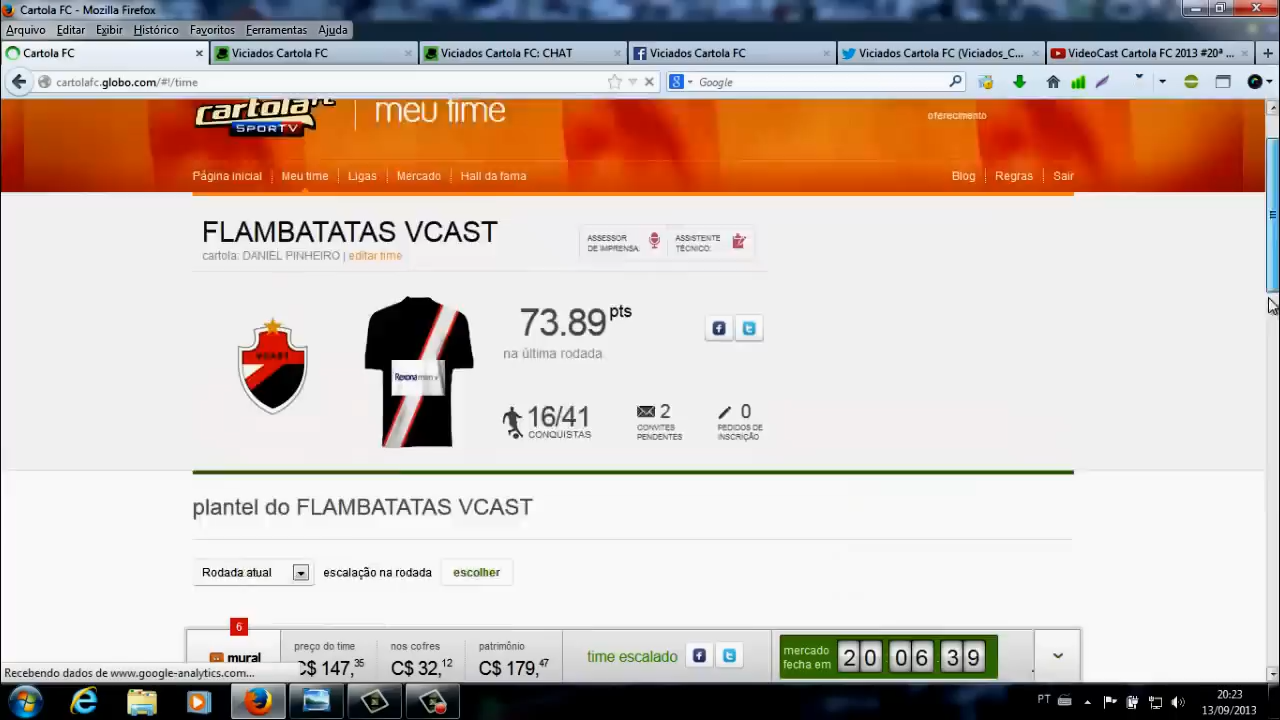 Cartola FC - Mozilla Firefox
Arquivo Editar Exibir Histórico Favoritos Ferramentas Ajuda
Cartola FC
Viciados Cartola FC
Viciados Cartola FC: CHAT
Viciados Cartola FC
Viciados Cartola FC (Viciados_C...
VideoCast Cartola FC 2013 #20ª ...
cartolafc.globo.com/#!/time
Google
cartola fc
SPORTV
meu time
oferecimento
Página inicial Meu time Ligas Mercado Hall da fama Blog Regras Sair
FLAMBATATAS VCAST
cartola: DANIEL PINHEIRO | editar time
ASSESSOR
DE IMPRENSA:
ASSISTENTE
TÉCNICO:
VCAST
Rexona men v
73.89 pts
na última rodada
16/41
CONQUISTAS
2
CONVITES
PENDENTES
0
PEDIDOS DE
INSCRIÇÃO
plantel do FLAMBATATAS VCAST
Rodada atual escalação na rodada escolher
6
mural
preço do time
C$ 147,35
nos cofres
C$ 32,12
patrimônio
C$ 179,47
time escalado
mercado
fecha em
20 06 39
Recebendo dados de www.google-analytics.com...
PT
20:23
13/09/2013